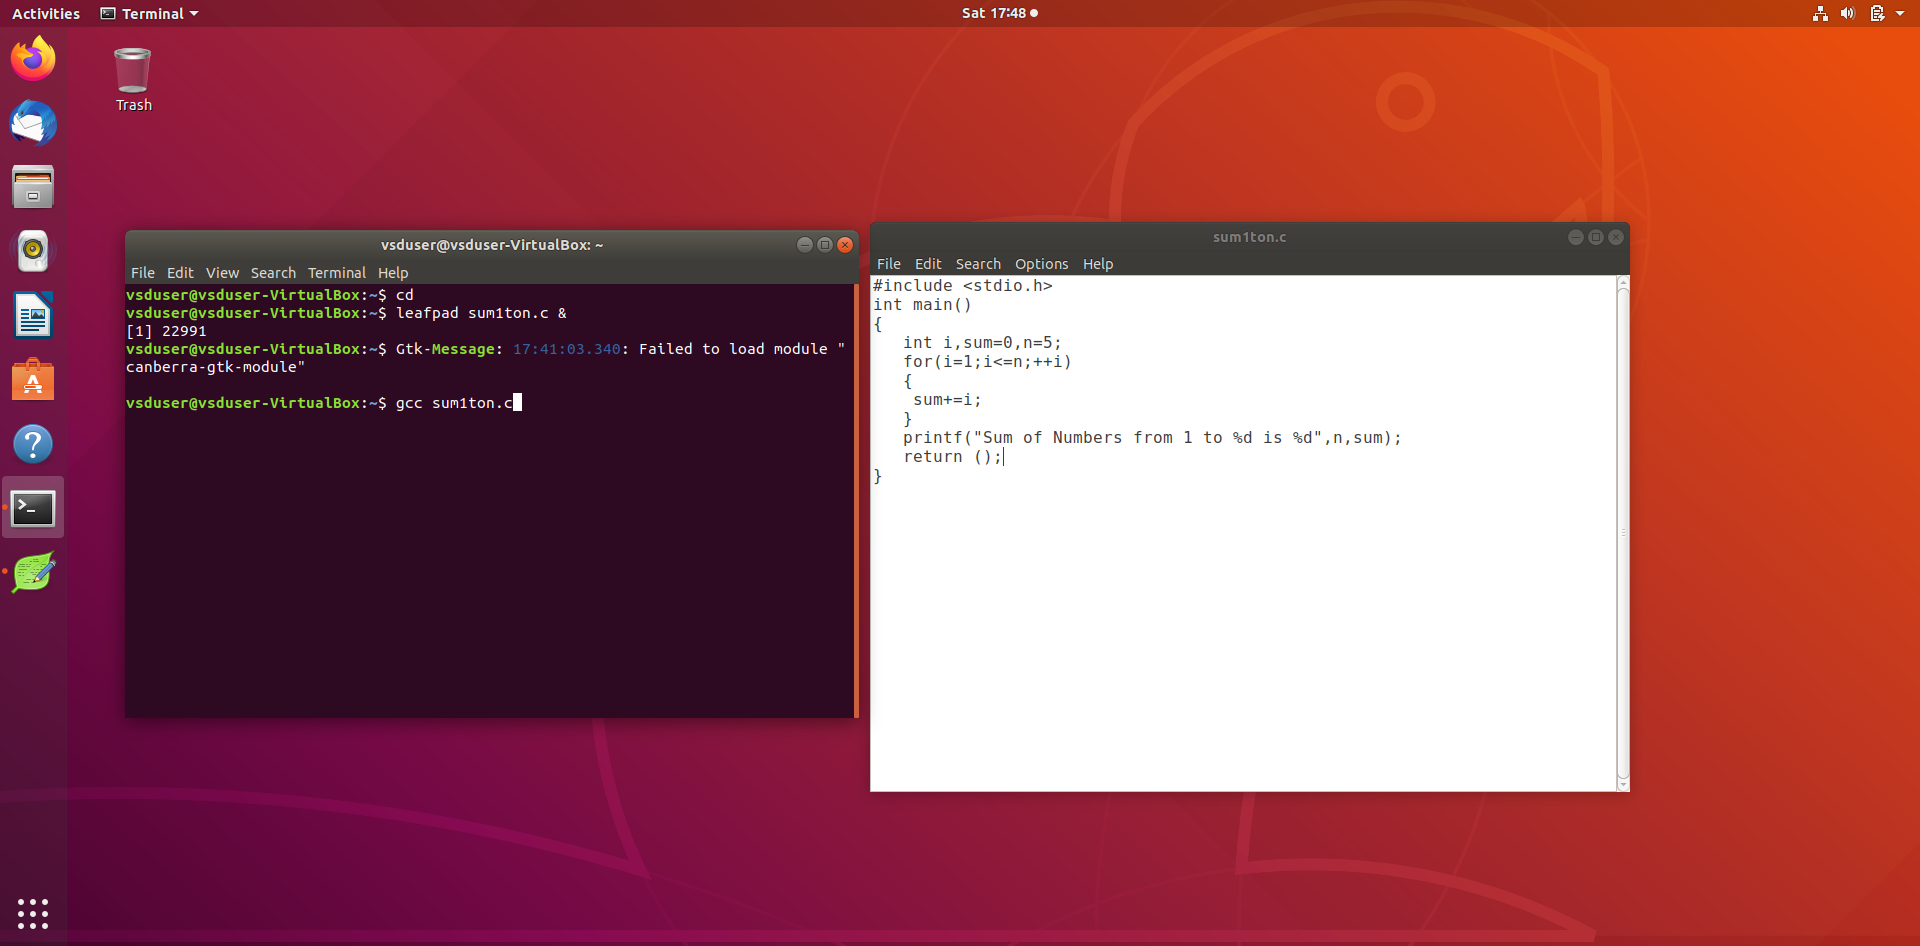 Activities
Terminal
Sat 17:48
Trash
vsduser@vsduser-VirtualBox: ~
File Edit View Search Terminal Help
vsduser@vsduser-VirtualBox:~$ cd
vsduser@vsduser-VirtualBox:~$ leafpad sum1ton.c &
[1] 22991
vsduser@vsduser-VirtualBox:~$ Gtk-Message: 17:41:03.340: Failed to load module "
canberra-gtk-module"
vsduser@vsduser-VirtualBox:~$ gcc sum1ton.c
sum1ton.c
File Edit Search Options Help
#include <stdio.h>
int main()
{
   int i,sum=0,n=5;
   for(i=1;i<=n;++i)
   {
    sum+=i;
   }
   printf("Sum of Numbers from 1 to %d is %d",n,sum);
   return ();
}